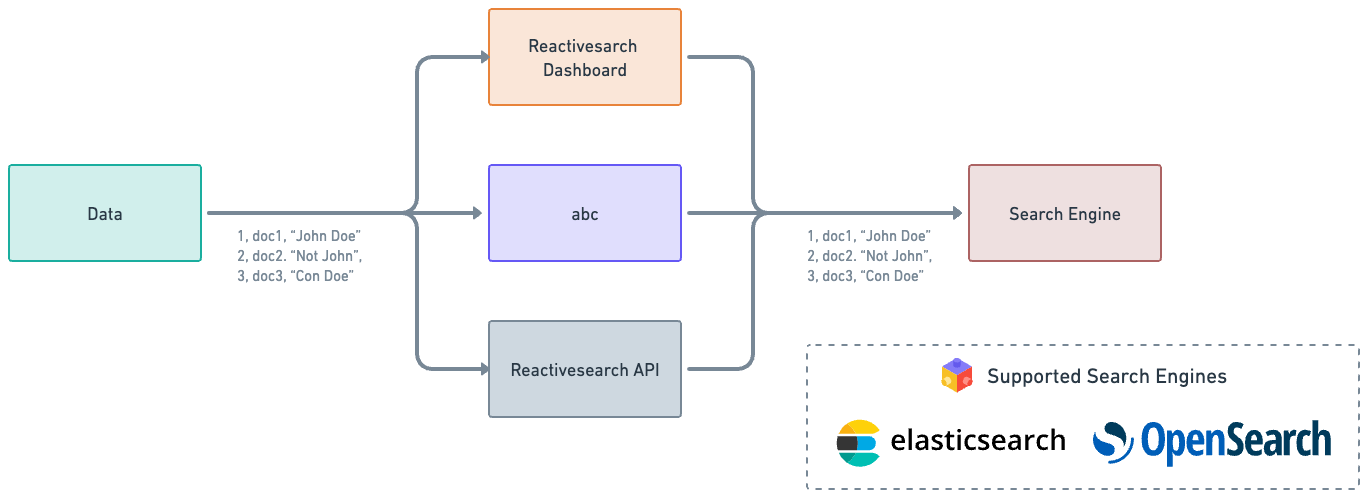 Reactivesarch
Dashboard
Data
abc
Search Engine
1, doc1, “John Doe”
2, doc2. “Not John”,
3, doc3, “Con Doe”
1, doc1, “John Doe”
2, doc2. “Not John”,
3, doc3, “Con Doe”
Reactivesearch API
Supported Search Engines
elasticsearch
OpenSearch